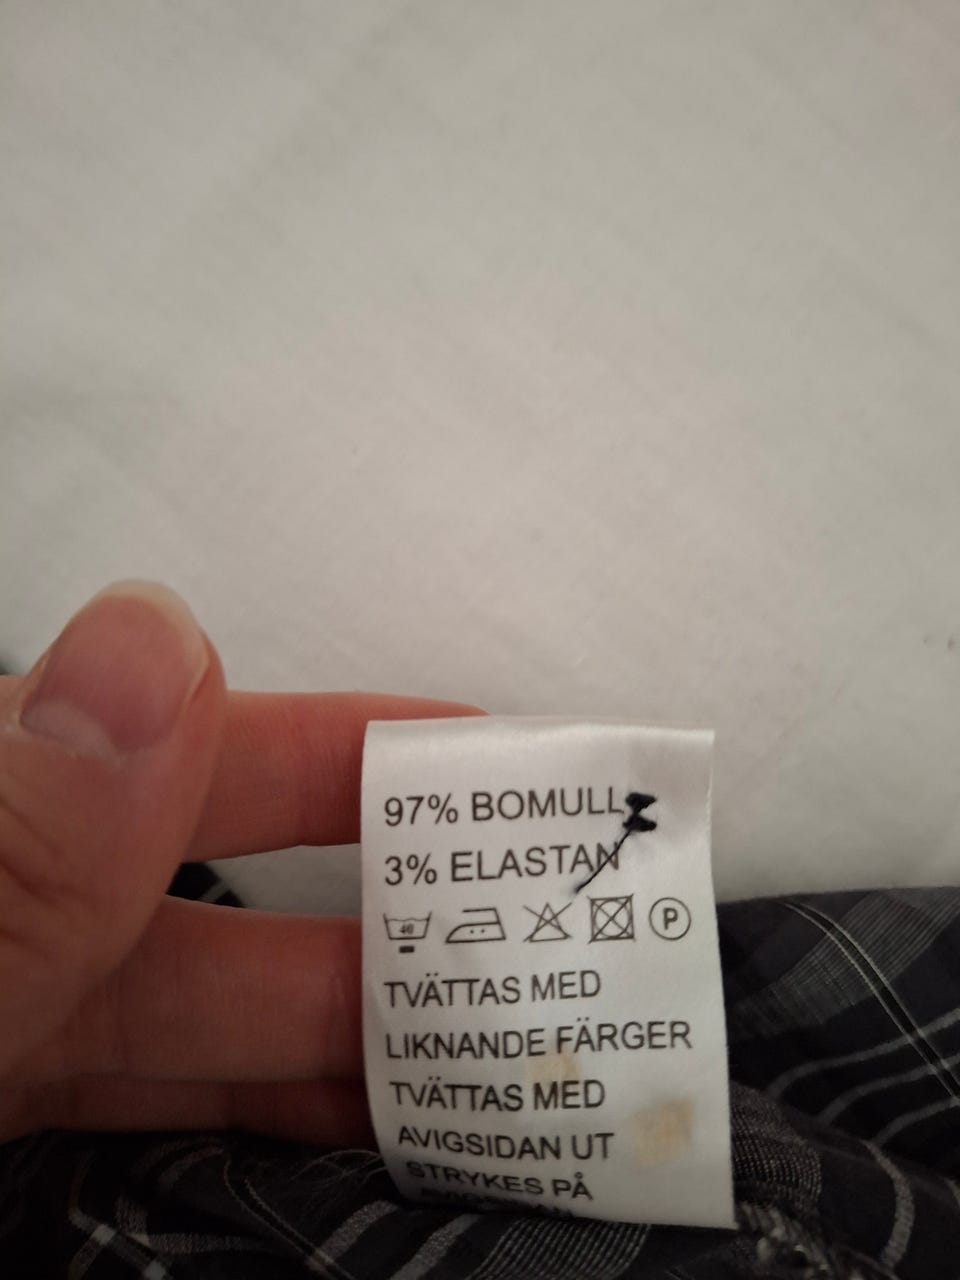 97% BOMULL
3% ELASTAN
40 P
TVÄTTAS MED
LIKNANDE FÄRGER
TVÄTTAS MED
AVIGSIDAN UT
STRYKES PÅ